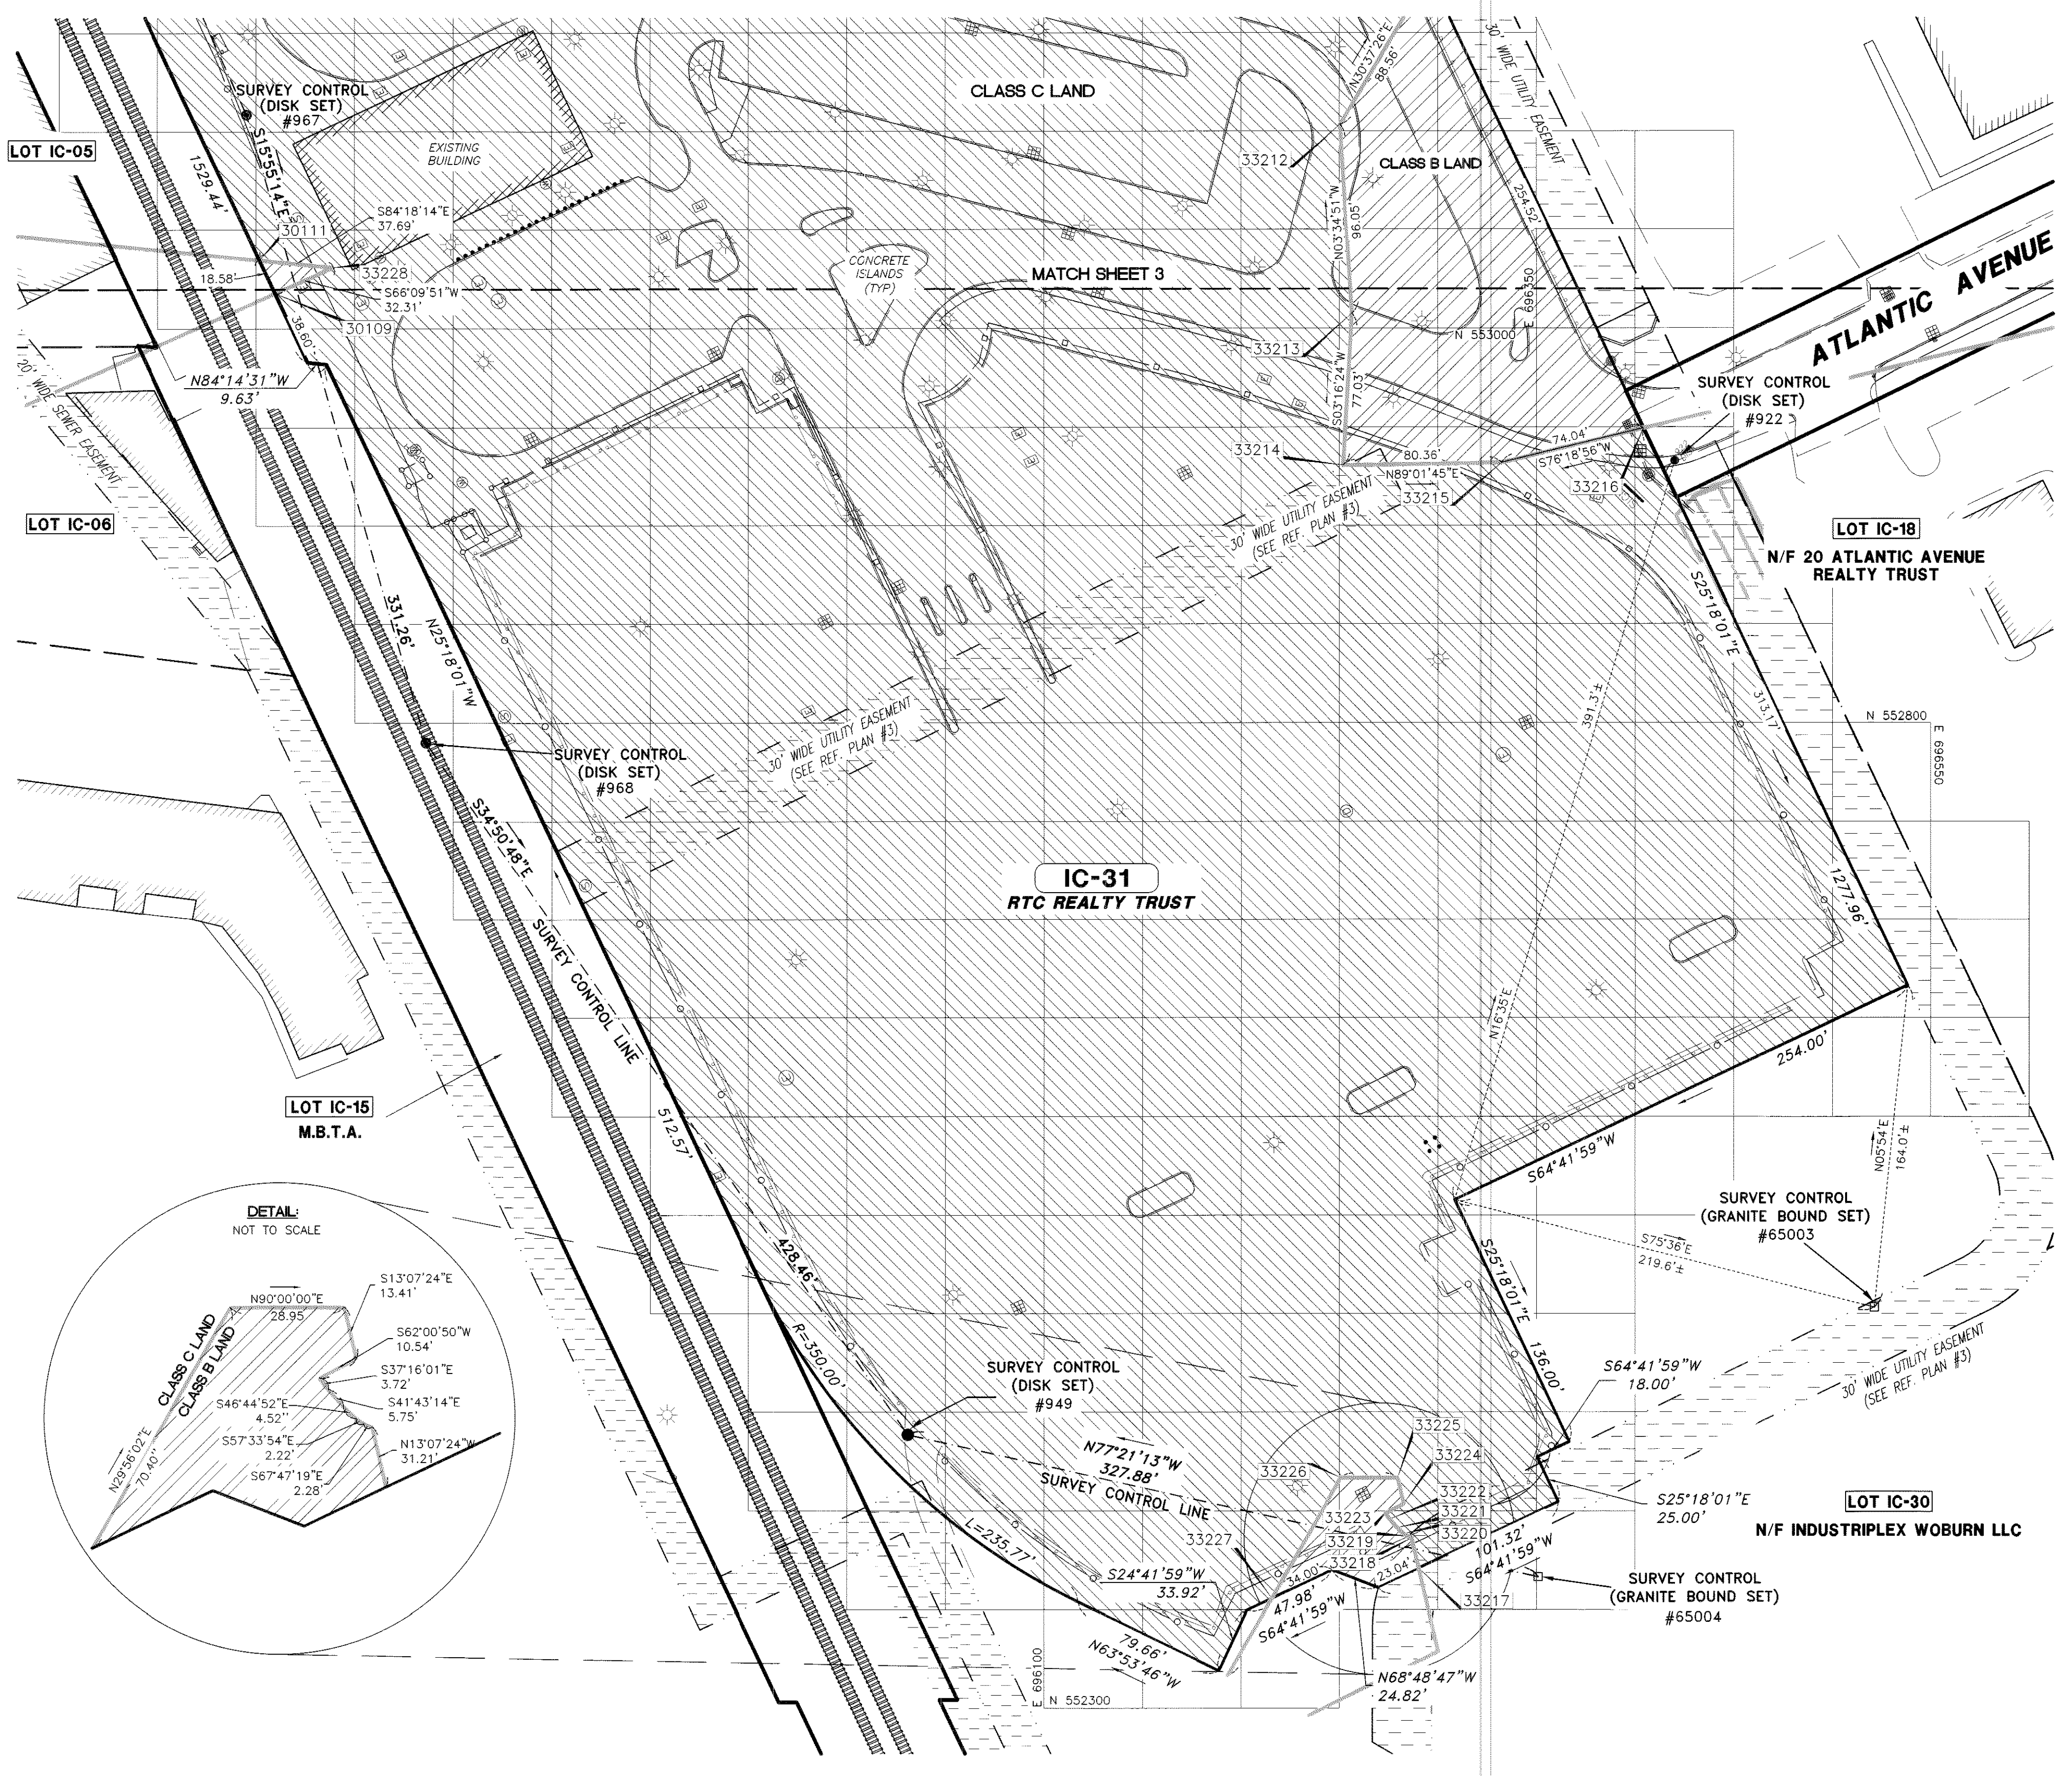 SURVEY CONTROL
(DISK SET)
#967
LOT IC-05
1529.44'
S15°55'14"E
EXISTING
BUILDING
30111
S84°18'14"E
37.69'
33228
18.58'
S66°09'51"W
32.31'
38.60'
30109
N84°14'31"W
9.63'
20' WIDE SEWER EASEMENT
LOT IC-06
CLASS C LAND
CONCRETE
ISLANDS
(TYP)
MATCH SHEET 3
N30°37'26"E
88.56'
30' WIDE UTILITY EASEMENT
33212
CLASS B LAND
254.52'
N03°34'51"W
96.05'
E 696350
N 553000
33213
S03°16'24"W
77.03'
33214
80.36'
N89°01'45"E
33215
74.04'
S76°18'56"W
33216
ATLANTIC AVENUE
SURVEY CONTROL
(DISK SET)
#922
LOT IC-18
N/F 20 ATLANTIC AVENUE
REALTY TRUST
30' WIDE UTILITY EASEMENT
(SEE REF. PLAN #3)
S25°18'01"E
313.17'
1277.96'
391.3'±
N 552800
E 696550
331.26'
N25°18'01"W
SURVEY CONTROL
(DISK SET)
#968
30' WIDE UTILITY EASEMENT
(SEE REF. PLAN #3)
S34°50'48"E
SURVEY CONTROL LINE
IC-31
RTC REALTY TRUST
N16°35'E
254.00'
S64°41'59"W
LOT IC-15
M.B.T.A.
512.57'
428.46'
R=350.00'
N05°54'E
164.0'±
SURVEY CONTROL
(GRANITE BOUND SET)
#65003
S75°36'E
219.6'±
S25°18'01"E
136.00'
S64°41'59"W
18.00'
30' WIDE UTILITY EASEMENT
(SEE REF. PLAN #3)
DETAIL:
NOT TO SCALE
N90°00'00"E
28.95
S13°07'24"E
13.41'
S62°00'50"W
10.54'
S37°16'01"E
3.72'
S41°43'14"E
5.75'
S46°44'52"E
4.52''
S57°33'54"E
2.22'
N13°07'24"W
31.21'
S67°47'19"E
2.28'
CLASS C LAND
CLASS B LAND
N29°56'02"E
70.40''
SURVEY CONTROL
(DISK SET)
#949
N77°21'13"W
327.88'
SURVEY CONTROL LINE
33225
33224
33226
33222
33223
33221
33220
33219
33218
33227
33217
L=235.77'
S24°41'59"W
33.92'
34.00'
23.04'
101.32'
S64°41'59"W
47.98'
S64°41'59"W
79.66'
N63°53'46"W
N68°48'47"W
24.82'
S25°18'01"E
25.00'
LOT IC-30
N/F INDUSTRIPLEX WOBURN LLC
SURVEY CONTROL
(GRANITE BOUND SET)
#65004
E 696100
N 552300